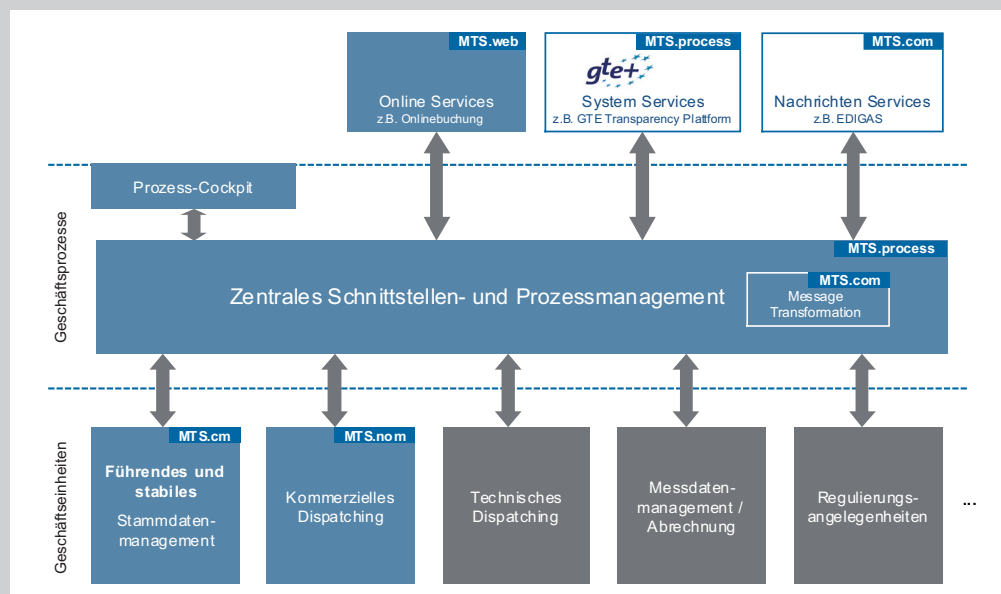 MTS.web
Online Services
z.B. Onlinebuchung
MTS.process
gte+
System Services
z.B. GTE Transparency Plattform
MTS.com
Nachrichten Services
z.B. EDIGAS
Geschäftsprozesse
Prozess-Cockpit
MTS.process
Zentrales Schnittstellen- und Prozessmanagement
MTS.com
Message
Transformation
Geschäftseinheiten
MTS.cm
Führendes und
stabiles
Stammdaten-
management
MTS.nom
Kommerzielles
Dispatching
Technisches
Dispatching
Messdaten-
management /
Abrechnung
Regulierungs-
angelegenheiten
...